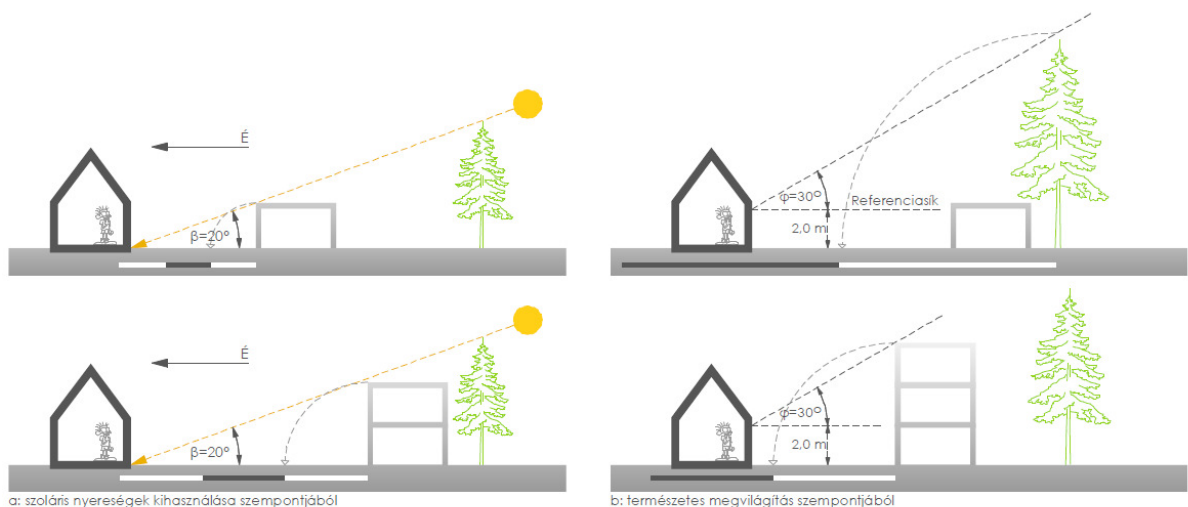 É
β=20°
φ=30°
Referenciasík
2,0 m
É
β=20°
φ=30°
2,0 m
a: szoláris nyereségek kihasználása szempontjából
b: természetes megvilágítás szempontjából